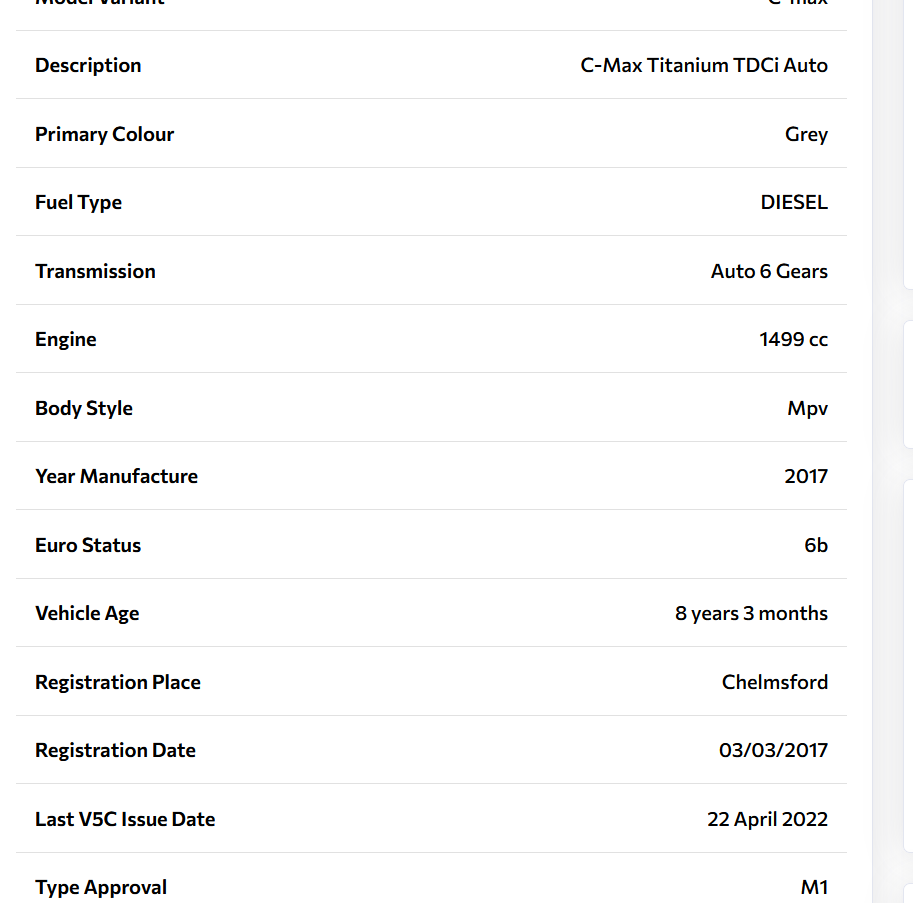 Model Variant C-max
Description C-Max Titanium TDCi Auto
Primary Colour Grey
Fuel Type DIESEL
Transmission Auto 6 Gears
Engine 1499 cc
Body Style Mpv
Year Manufacture 2017
Euro Status 6b
Vehicle Age 8 years 3 months
Registration Place Chelmsford
Registration Date 03/03/2017
Last V5C Issue Date 22 April 2022
Type Approval M1